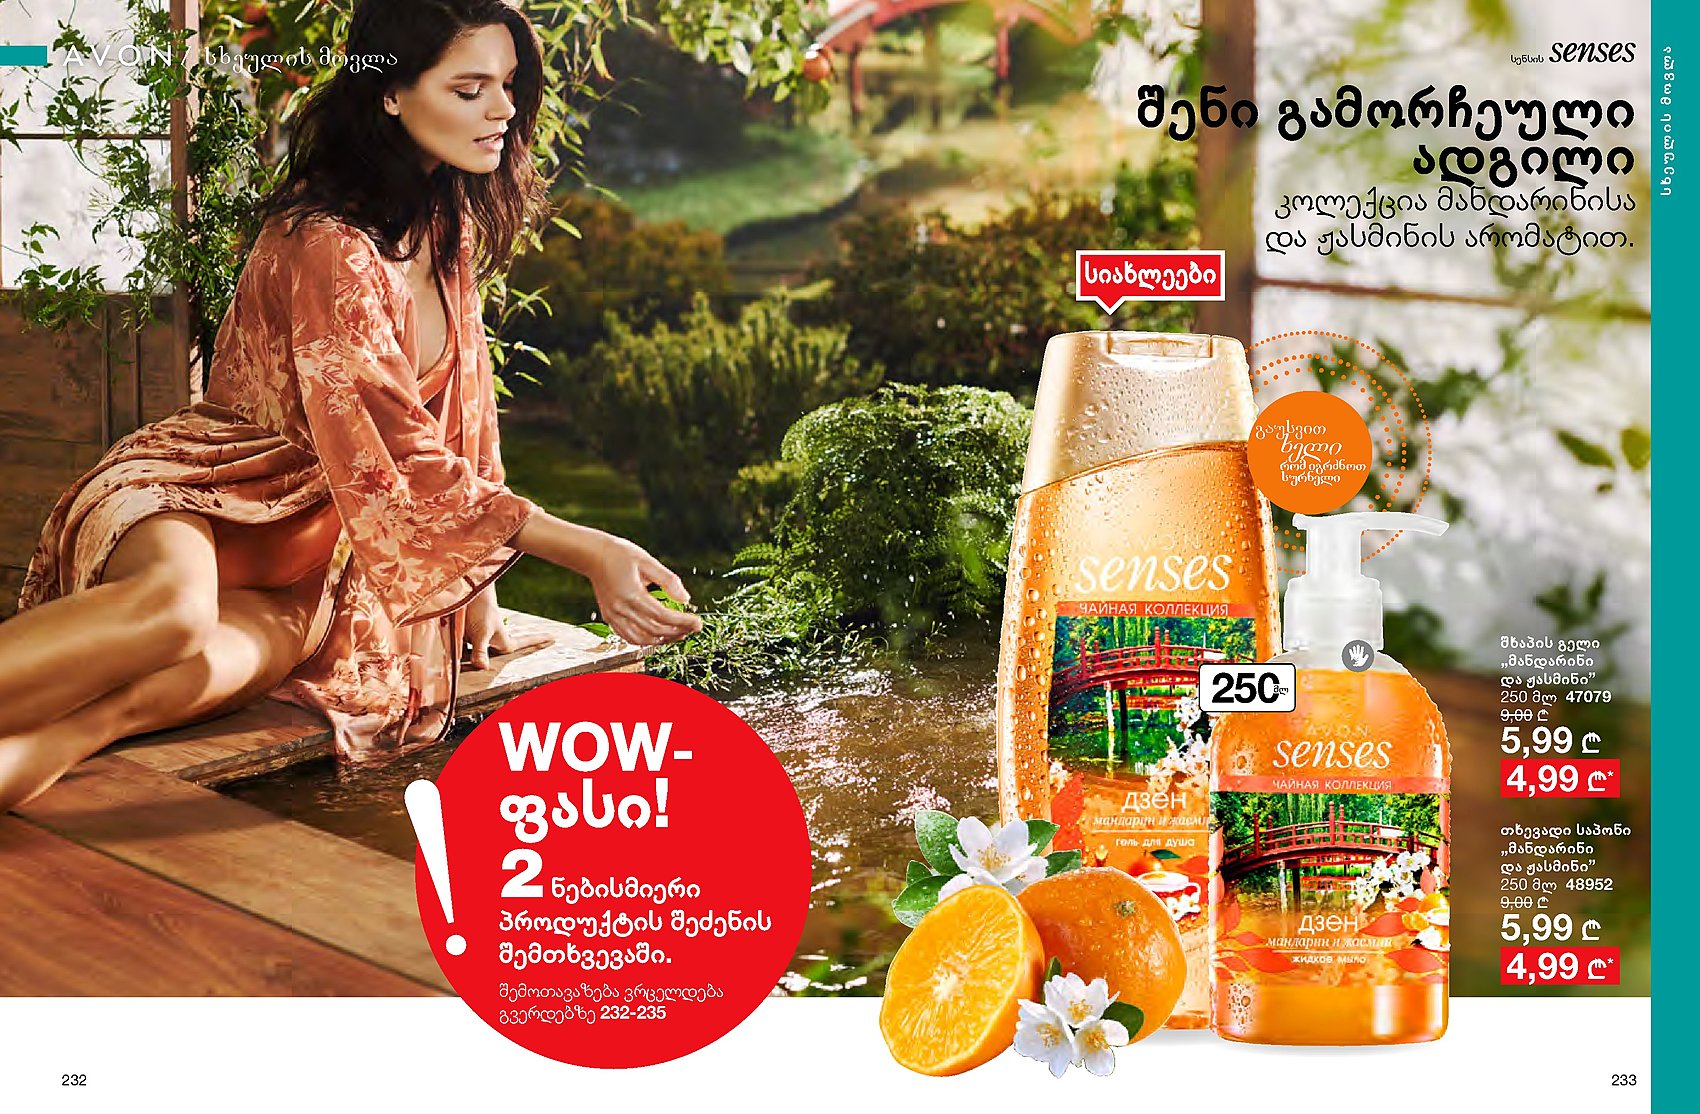 AVON / სხეულის მოვლა
სენსის senses
შენი გამორჩეული
ადგილი
კოლექცია მანდარინისა
და ჟასმინის არომატით.
სხეულის მოვლა
სიახლეები
გაუსვით
ხელი
რომ იგრძნოთ
სურნელი
senses
ЧАЙНАЯ КОЛЛЕКЦИЯ
ДЗЕН
мандарин и жасми
гель для душа
250 მლ
senses
ЧАЙНАЯ КОЛЛЕКЦИЯ
ДЗЕН
мандарин и жасмин
жидкое мыло
შხაპის გელი
„მანდარინი
და ჟასმინი”
250 მლ 47079
9,00 ₾
5,99 ₾
4,99 ₾*
თხევადი საპონი
„მანდარინი
და ჟასმინი”
250 მლ 48952
9,00 ₾
5,99 ₾
4,99 ₾*
WOW-
ფასი!
2 ნებისმიერი
პროდუქტის შეძენის
შემთხვევაში.
შემოთავაზება ვრცელდება
გვერდებზე 232-235
232
233